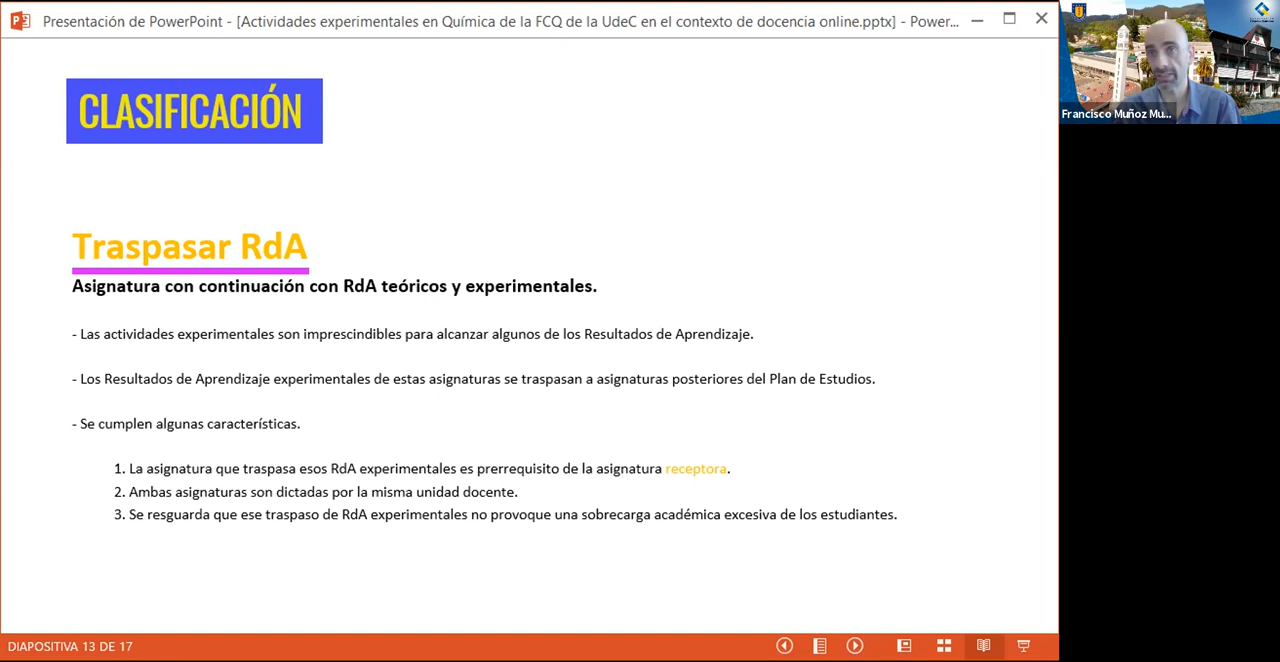 Presentación de PowerPoint - [Actividades experimentales en Química de la FCQ de la UdeC en el contexto de docencia online.pptx] - Power...
Francisco Muñoz Mu...
CLASIFICACIÓN
Traspasar RdA
Asignatura con continuación con RdA teóricos y experimentales.
- Las actividades experimentales son imprescindibles para alcanzar algunos de los Resultados de Aprendizaje.
- Los Resultados de Aprendizaje experimentales de estas asignaturas se traspasan a asignaturas posteriores del Plan de Estudios.
- Se cumplen algunas características.
1. La asignatura que traspasa esos RdA experimentales es prerrequisito de la asignatura receptora.
2. Ambas asignaturas son dictadas por la misma unidad docente.
3. Se resguarda que ese traspaso de RdA experimentales no provoque una sobrecarga académica excesiva de los estudiantes.
DIAPOSITIVA 13 DE 17